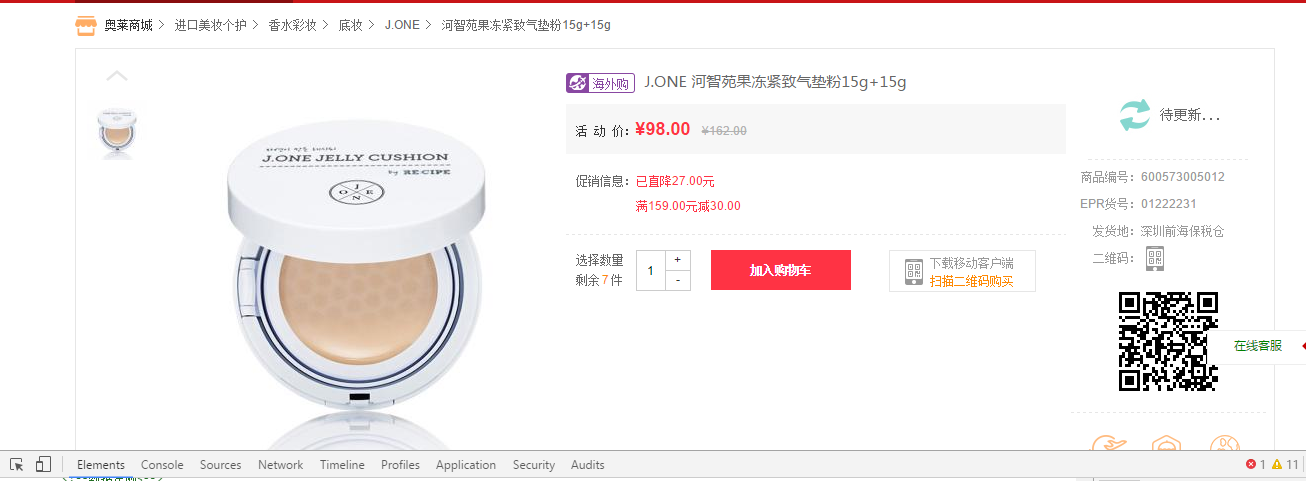 奥莱商城 > 进口美妆个护 > 香水彩妆 > 底妆 > J.ONE > 河智苑果冻紧致气垫粉15g+15g
海外购 J.ONE 河智苑果冻紧致气垫粉15g+15g
活 动 价: ¥98.00 ¥162.00
促销信息: 已直降27.00元
满159.00元减30.00
选择数量
剩余 7 件
1
+
-
加入购物车
下载移动客户端
扫描二维码购买
待更新...
商品编号: 600573005012
EPR货号: 01222231
发货地: 深圳前海保税仓
二维码:
在线客服
J.ONE JELLY CUSHION
by RE:CIPE
J
O N E
Elements Console Sources Network Timeline Profiles Application Security Audits
1 11